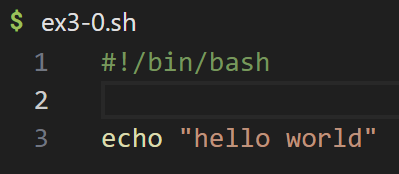 $ ex3-0.sh
1 #!/bin/bash
2
3 echo "hello world"